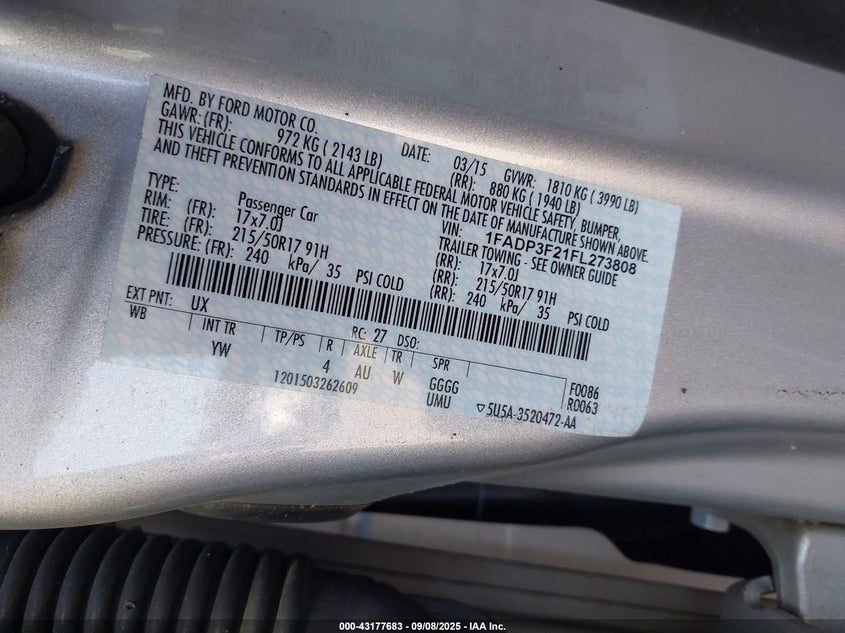 MFD. BY FORD MOTOR CO.
DATE: 03/15 GVWR: 1810 KG ( 3990 LB)
GAWR: (FR): 972 KG ( 2143 LB) (RR): 880 KG ( 1940 LB)
THIS VEHICLE CONFORMS TO ALL APPLICABLE FEDERAL MOTOR VEHICLE SAFETY, BUMPER,
AND THEFT PREVENTION STANDARDS IN EFFECT ON THE DATE OF MANUFACTURE SHOWN ABOVE.
VIN: 1FADP3F21FL273808
TYPE: Passenger Car TRAILER TOWING - SEE OWNER GUIDE
RIM: (FR): 17x7.0J (RR): 17x7.0J
TIRE: (FR): 215/50R17 91H (RR): 215/50R17 91H
PRESSURE: (FR): 240 kPa/ 35 PSI COLD (RR): 240 kPa/ 35 PSI COLD
EXT PNT: UX RC: 27 DSO:
WB INT TR TP/PS R AXLE TR SPR
YW 4 AU W GGGG F0086
UMU R0063
1201503262609 ▽5U5A-3520472-AA
000-43177683 - 09/08/2025 - IAA Inc.